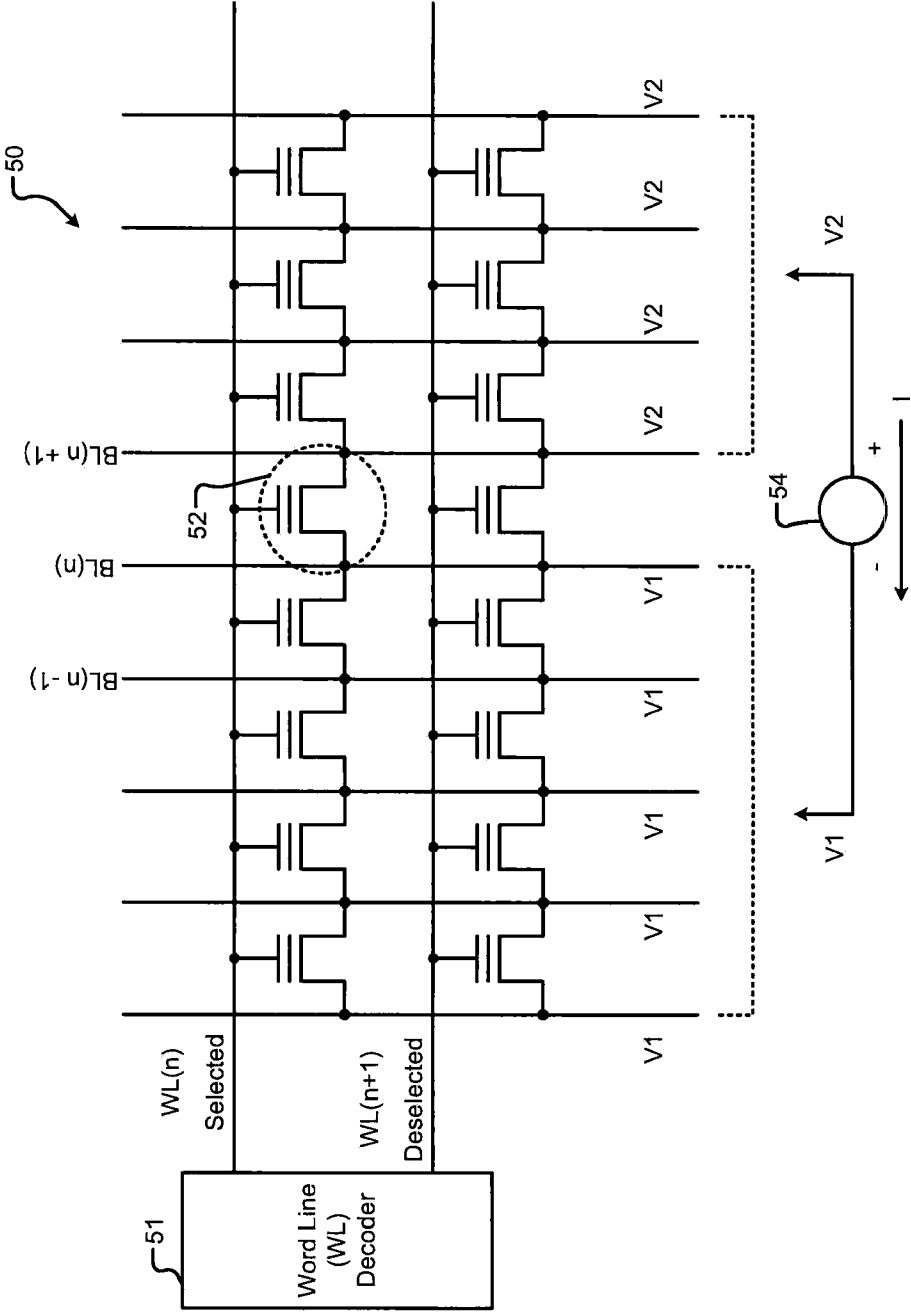 50
BL(n-1)
BL(n)
BL(n+1)
52
51
Word Line
(WL)
Decoder
WL(n)
Selected
WL(n+1)
Deselected
V1
V1
V1
V1
V1
V2
V2
V2
V2
V1
V2
54
-
+
I